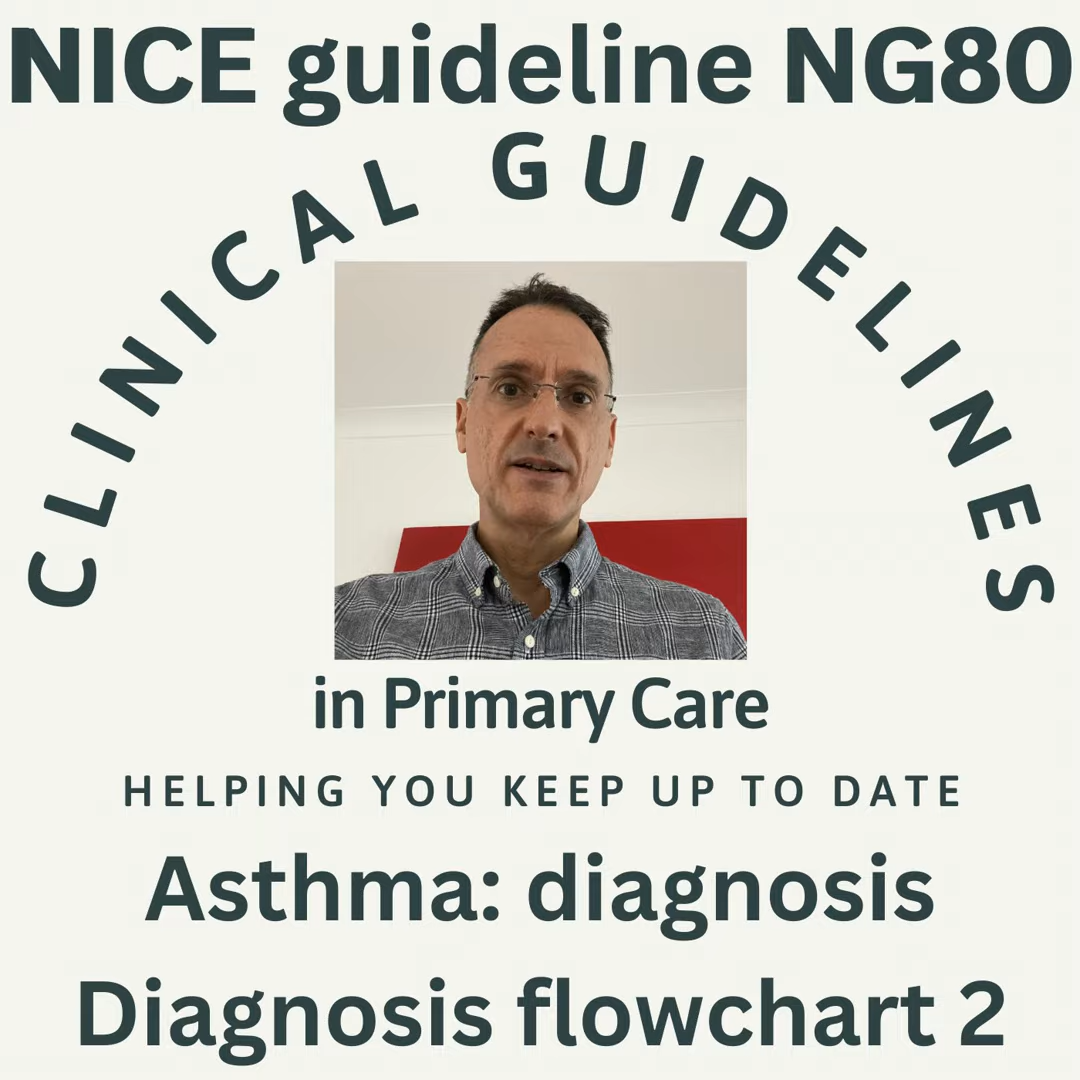 NICE guideline NG80
CLINICAL GUIDELINES
in Primary Care
HELPING YOU KEEP UP TO DATE
Asthma: diagnosis
Diagnosis flowchart 2